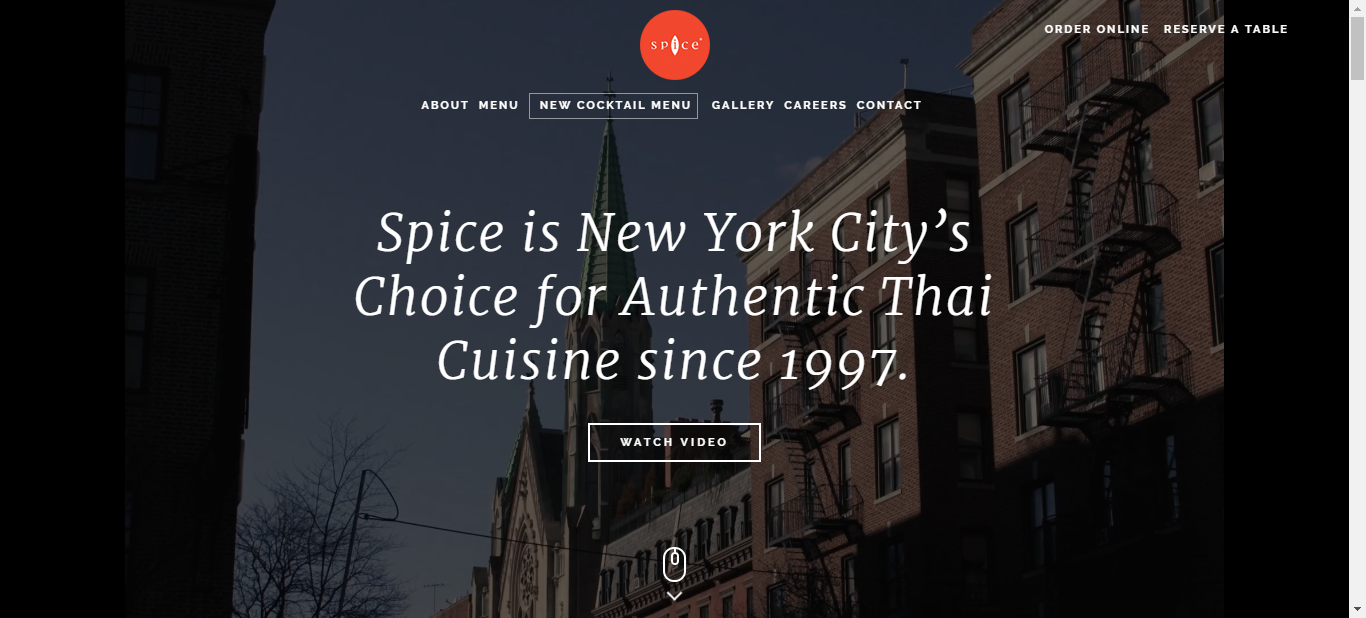 spice
ORDER ONLINE RESERVE A TABLE
ABOUT MENU NEW COCKTAIL MENU GALLERY CAREERS CONTACT
Spice is New York City’s
Choice for Authentic Thai
Cuisine since 1997.
WATCH VIDEO